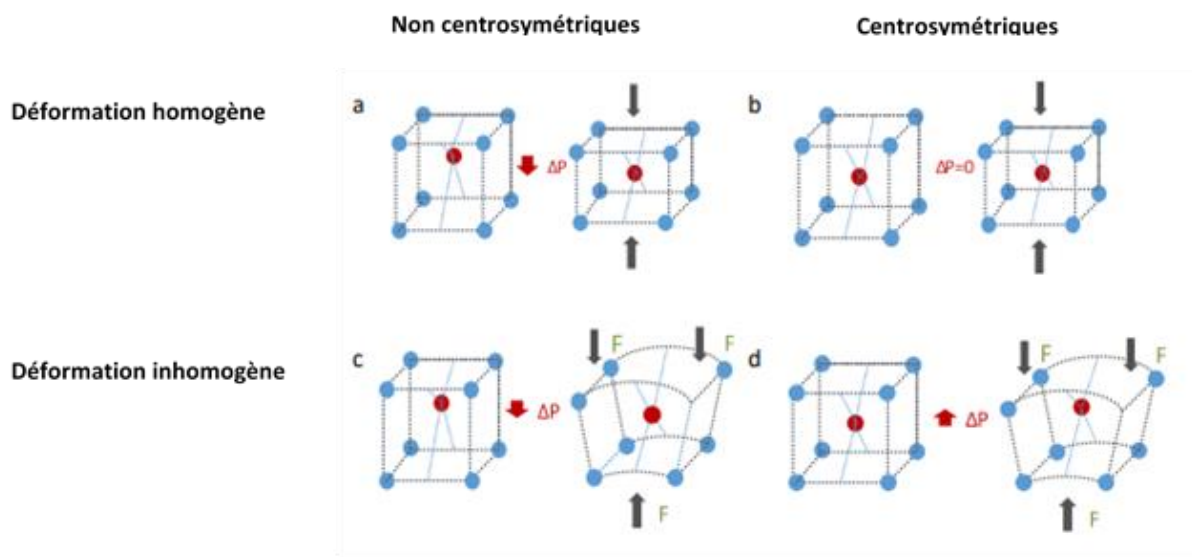 Non centrosymétriques Centrosymétriques
Déformation homogène
a b
ΔP ΔP=0
Déformation inhomogène
c F F d F F
ΔP ΔP
F F